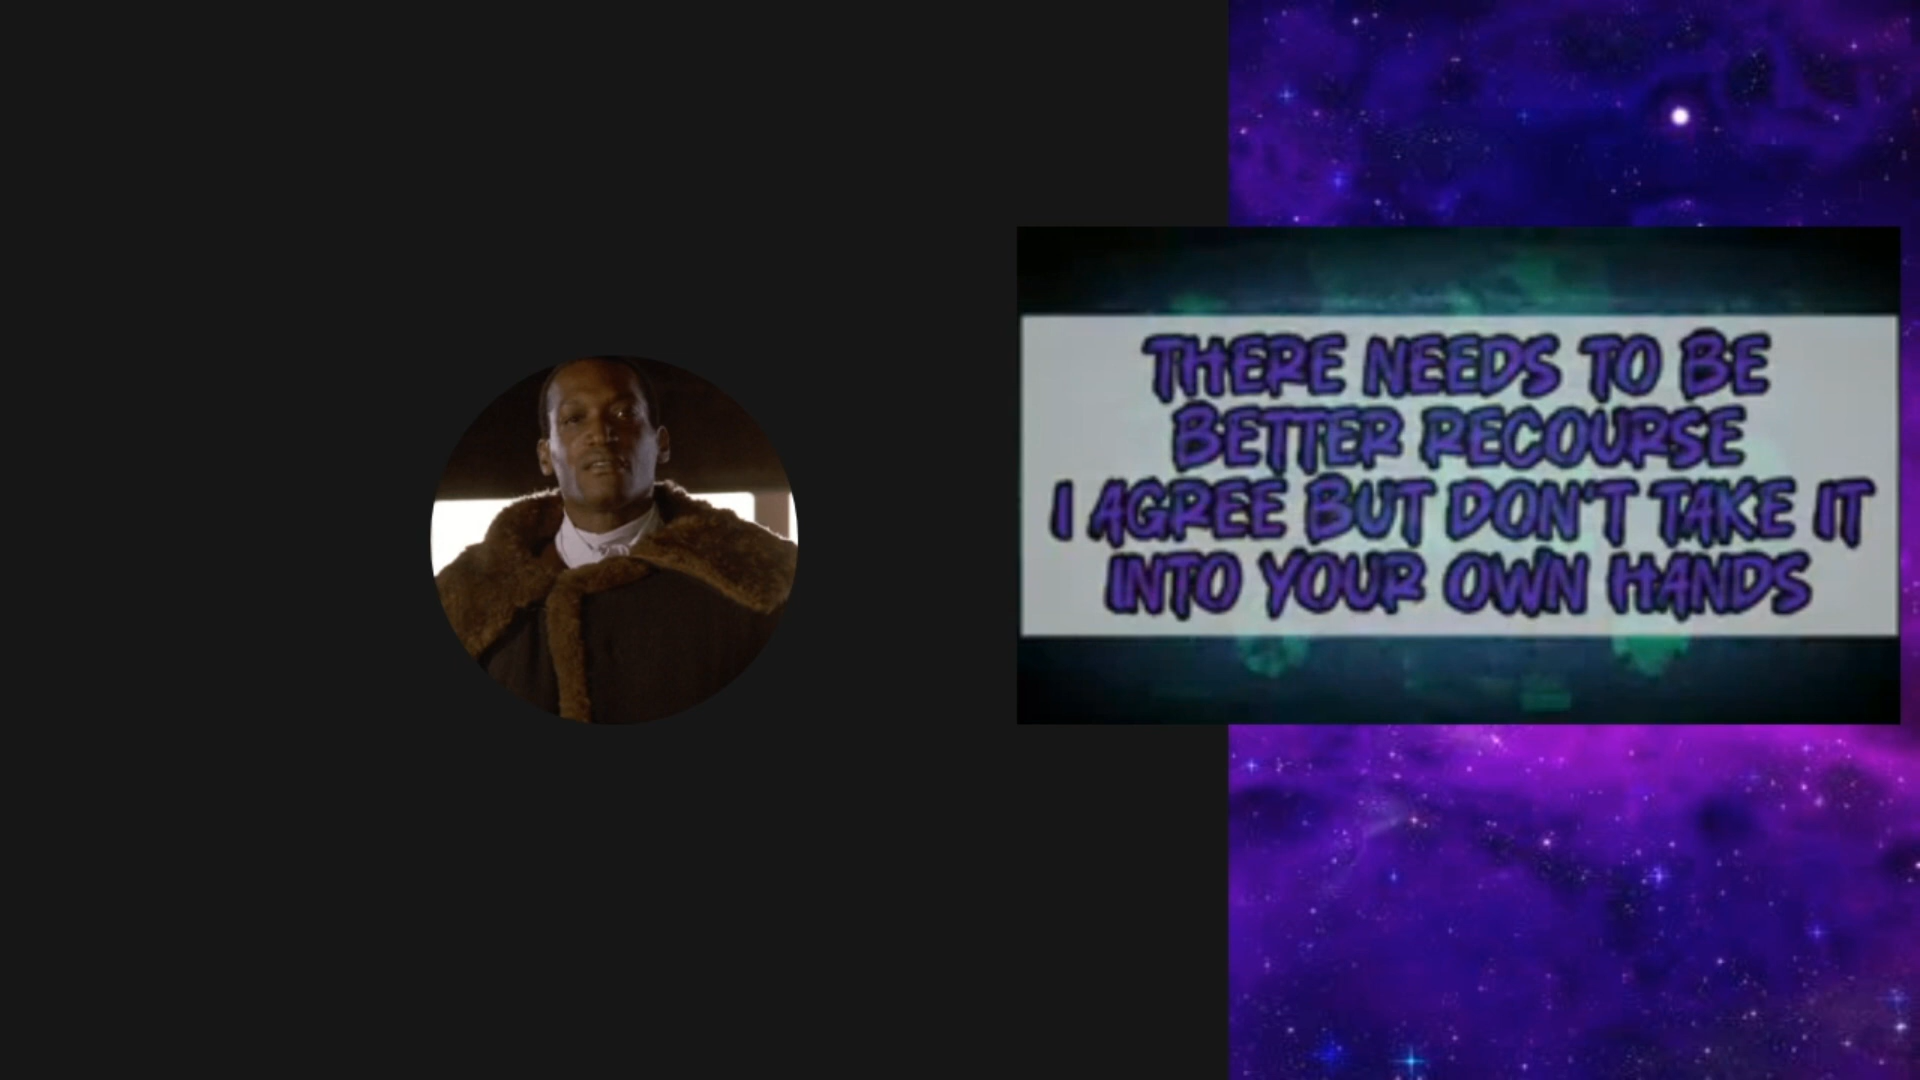 THERE NEEDS TO BE
BETTER RECOURSE
I AGREE BUT DON'T TAKE IT
INTO YOUR OWN HANDS